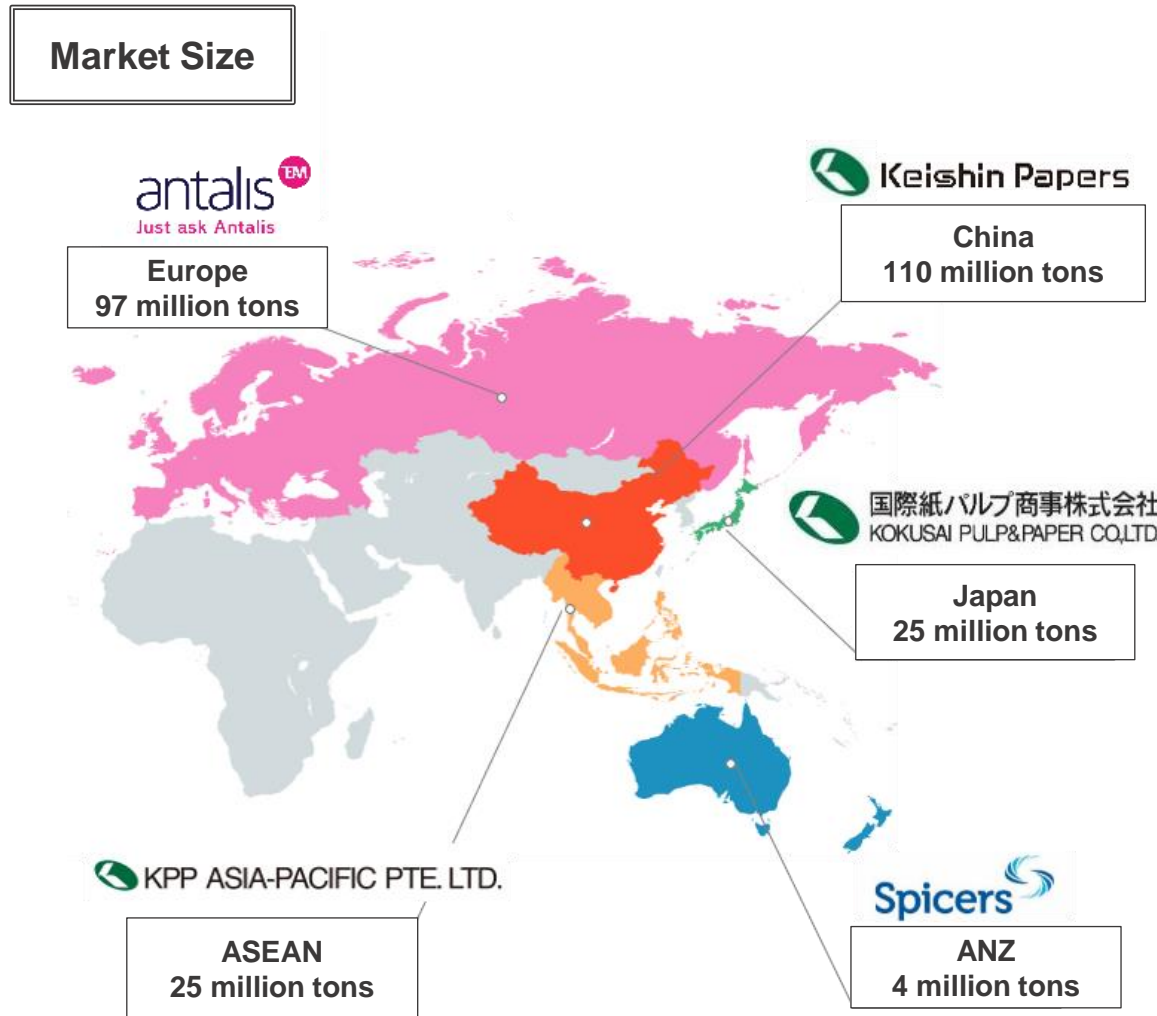 Market Size
antalis TEM
Just ask Antalis
Europe
97 million tons
Keishin Papers
China
110 million tons
国際紙パルプ商事株式会社
KOKUSAI PULP&PAPER CO,LTD
Japan
25 million tons
KPP ASIA-PACIFIC PTE. LTD.
ASEAN
25 million tons
Spicers
ANZ
4 million tons